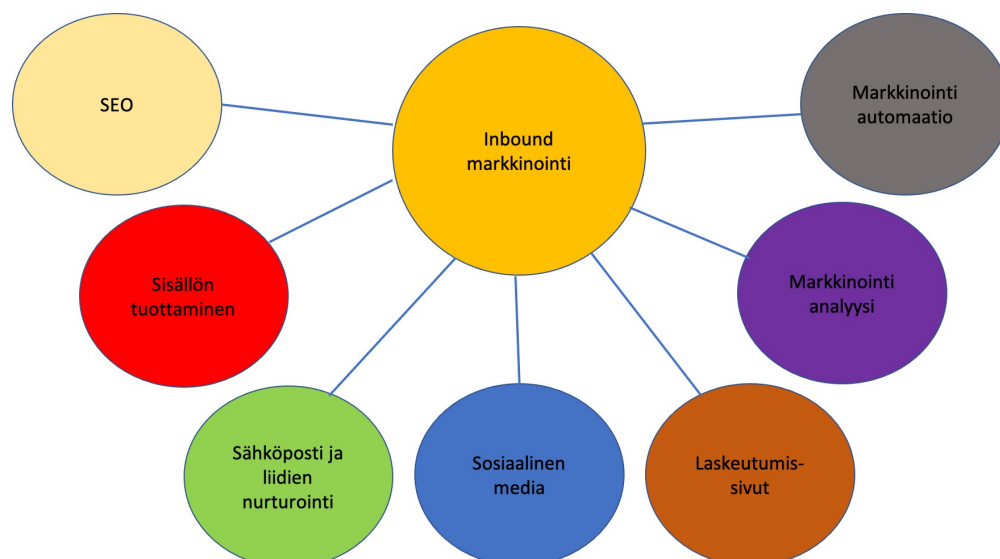 SEO
Inbound
markkinointi
Markkinointi
automaatio
Sisällön
tuottaminen
Markkinointi
analyysi
Sähköposti ja
liidien
nurturointi
Sosiaalinen
media
Laskeutumis-
sivut